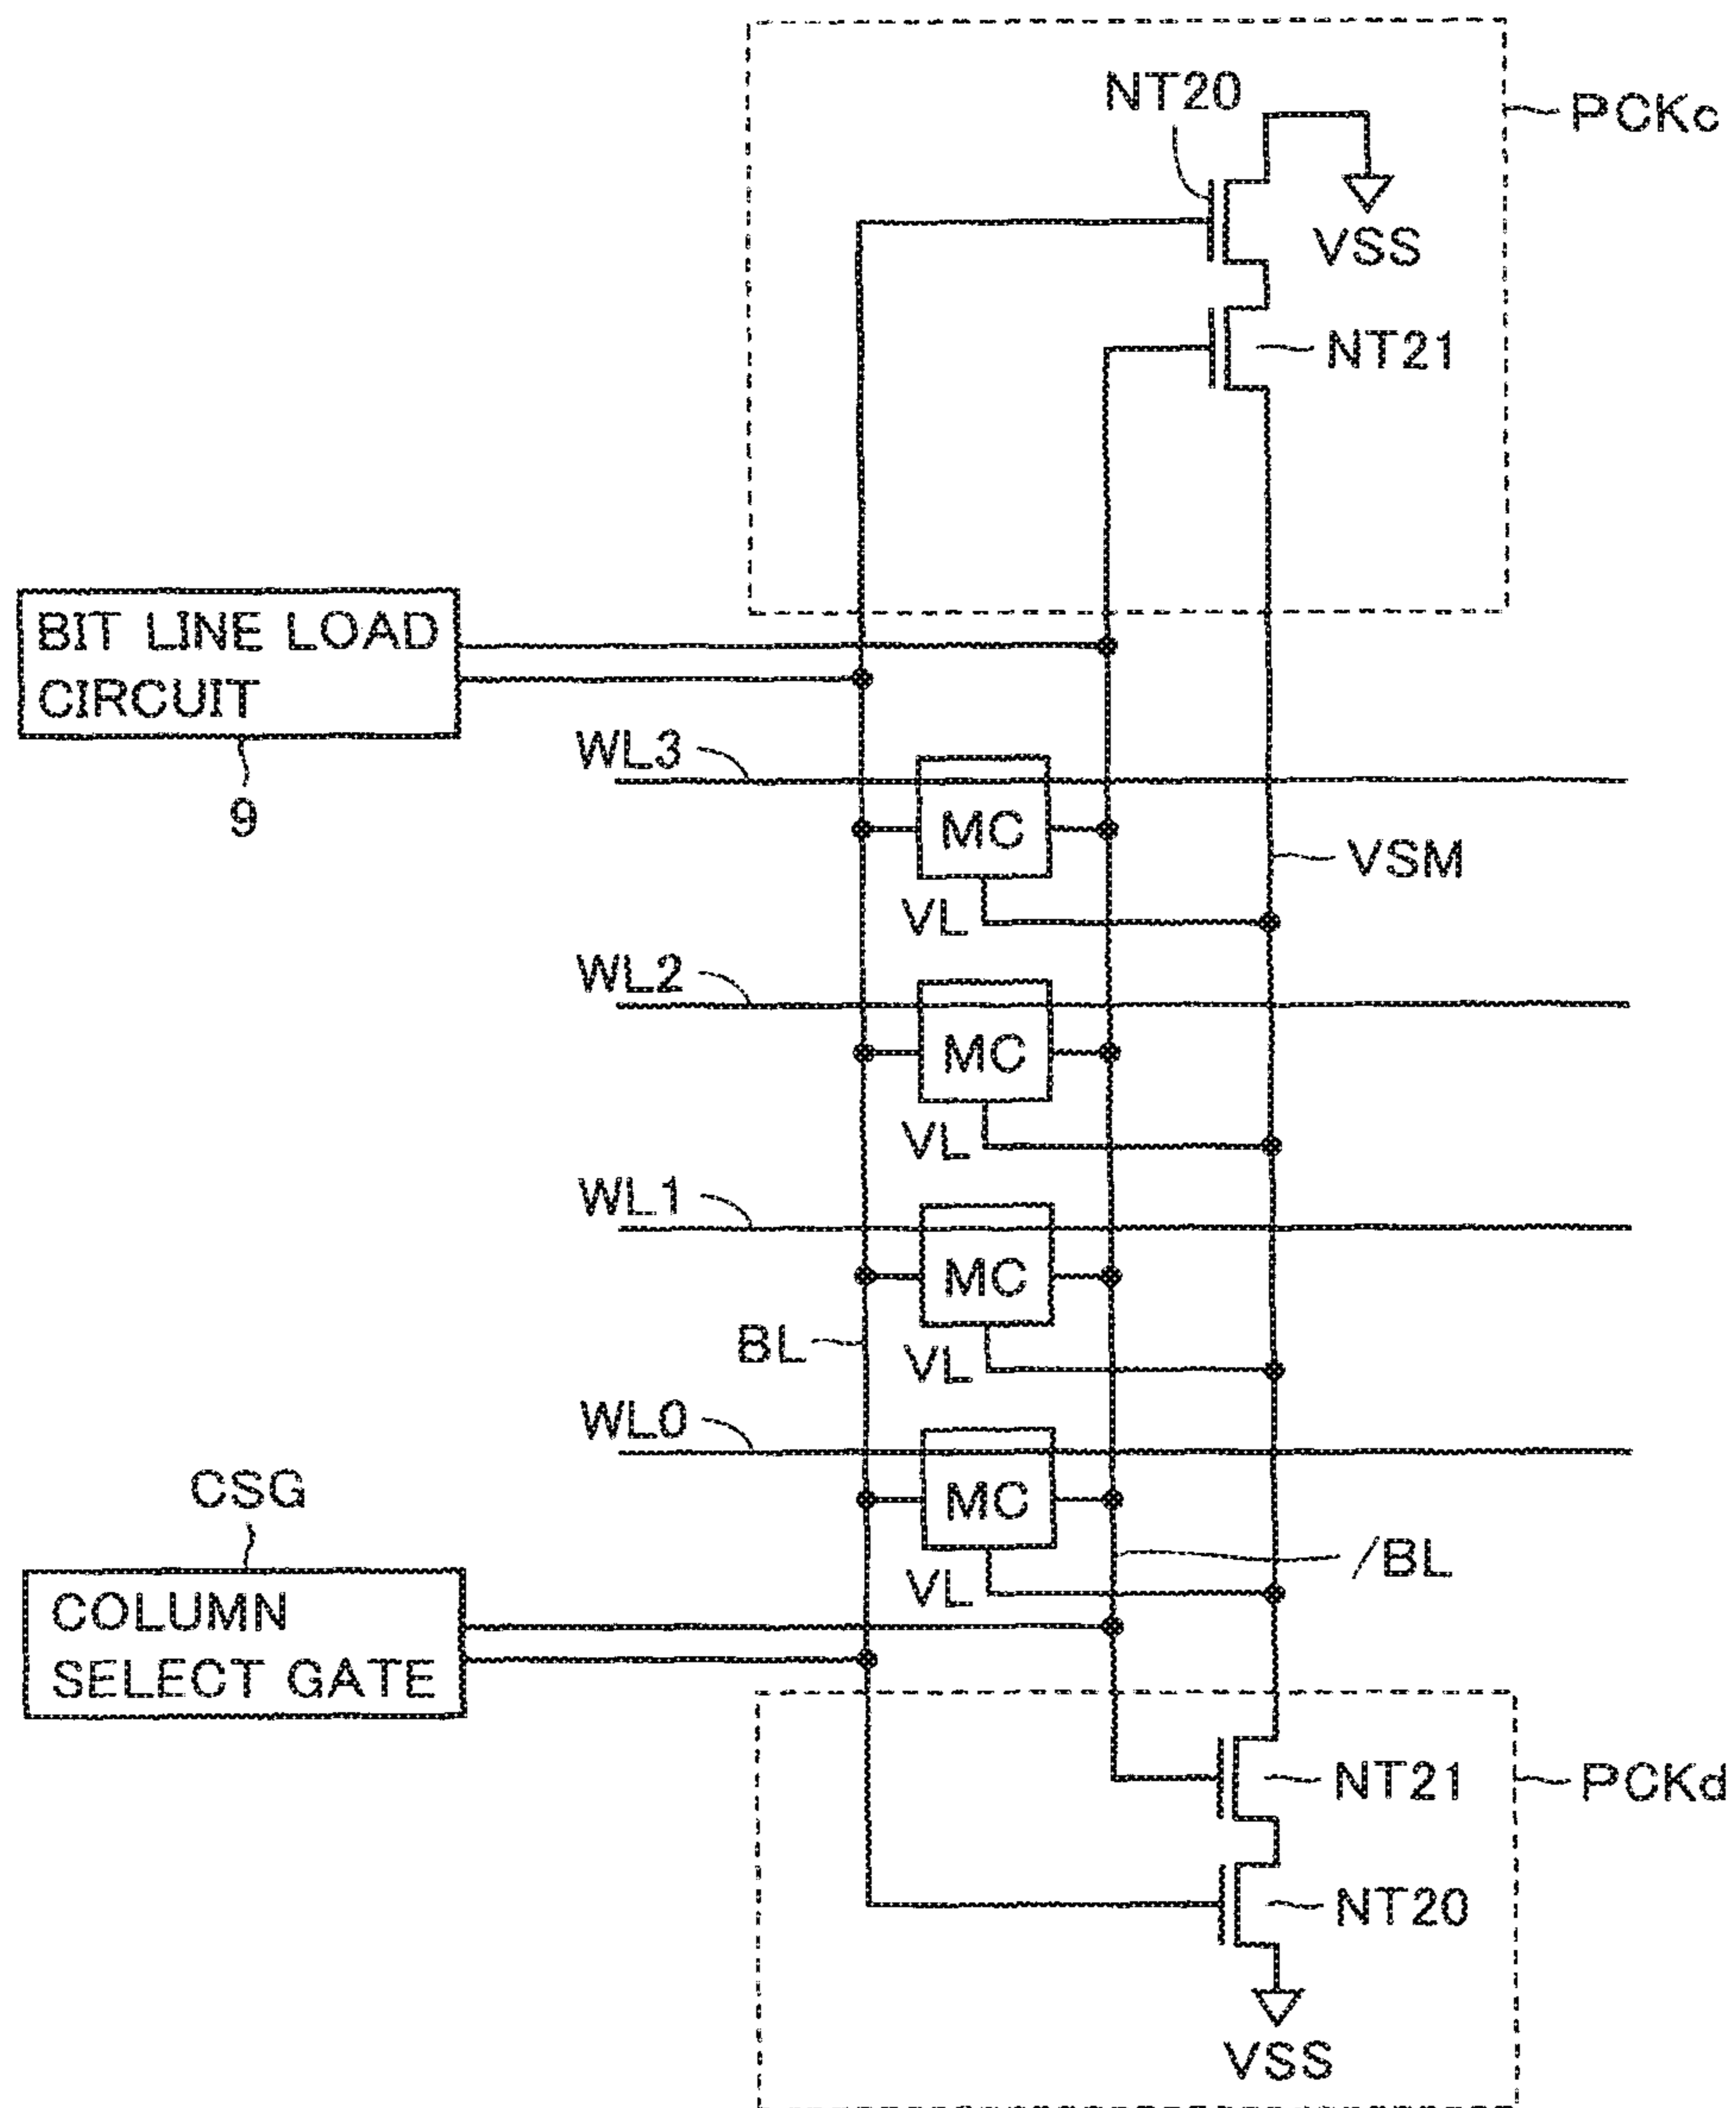 NT20
PCKc
VSS
NT21
BIT LINE LOAD
CIRCUIT
9
WL3
MC
VSM
VL
WL2
MC
VL
WL1
MC
BL
VL
WL0
CSG
MC
/BL
VL
COLUMN
SELECT GATE
NT21
PCKd
NT20
VSS